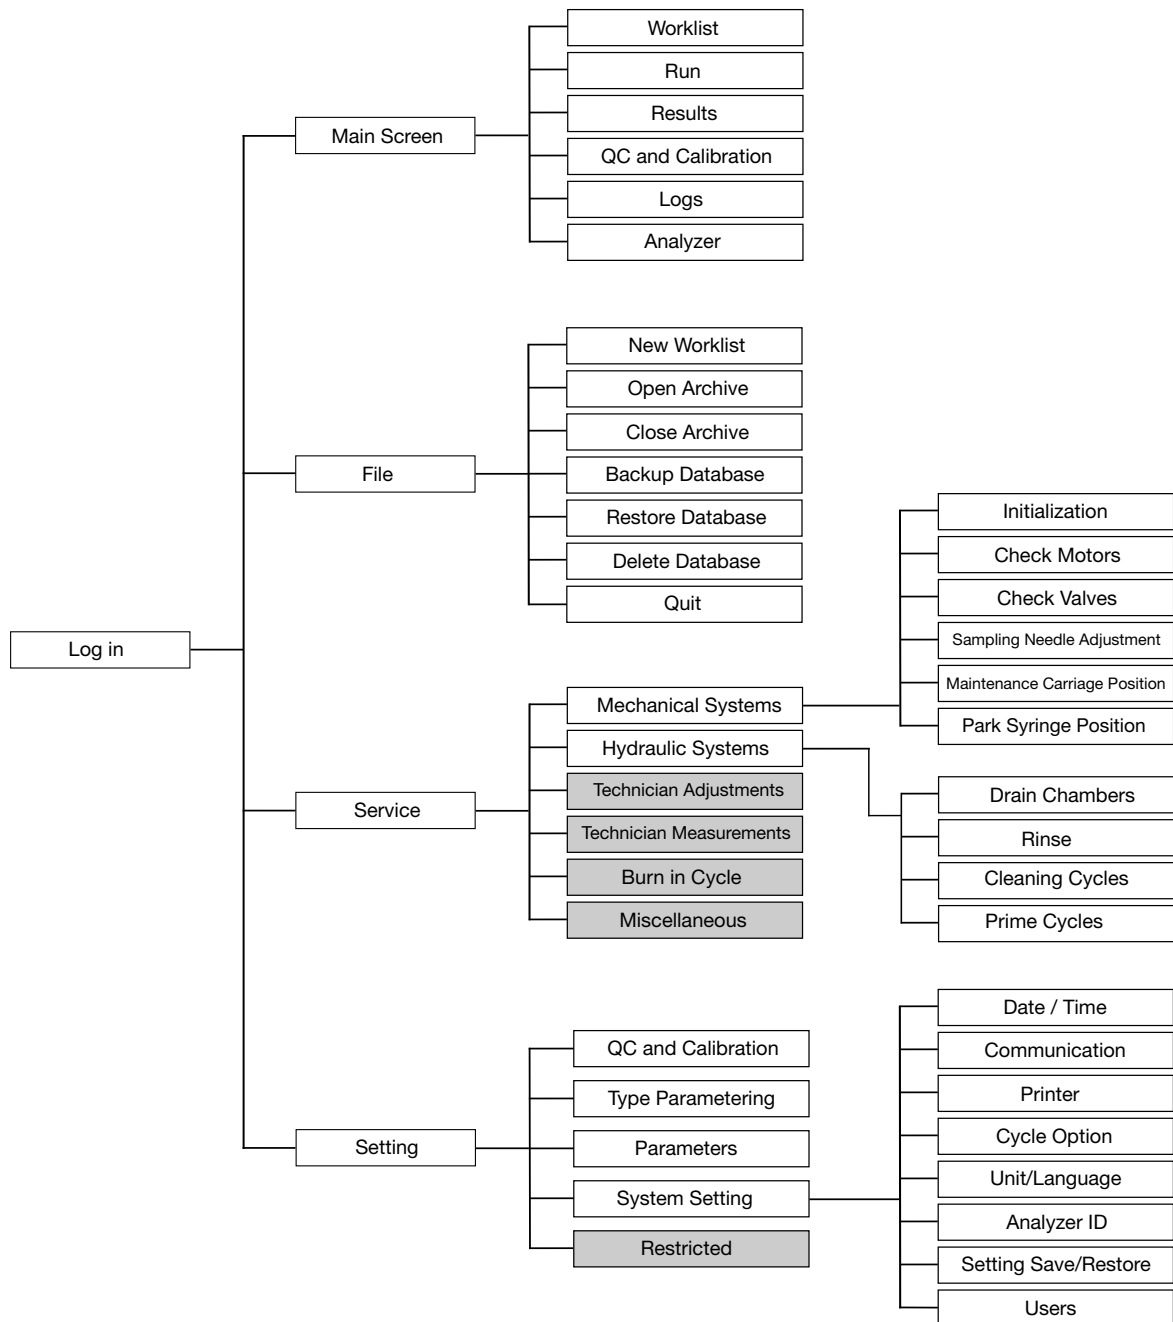 Log in
Main Screen
Worklist
Run
Results
QC and Calibration
Logs
Analyzer
File
New Worklist
Open Archive
Close Archive
Backup Database
Restore Database
Delete Database
Quit
Service
Mechanical Systems
Initialization
Check Motors
Check Valves
Sampling Needle Adjustment
Maintenance Carriage Position
Park Syringe Position
Hydraulic Systems
Drain Chambers
Rinse
Cleaning Cycles
Prime Cycles
Technician Adjustments
Technician Measurements
Burn in Cycle
Miscellaneous
Setting
QC and Calibration
Type Parametering
Parameters
System Setting
Date / Time
Communication
Printer
Cycle Option
Unit/Language
Analyzer ID
Setting Save/Restore
Users
Restricted